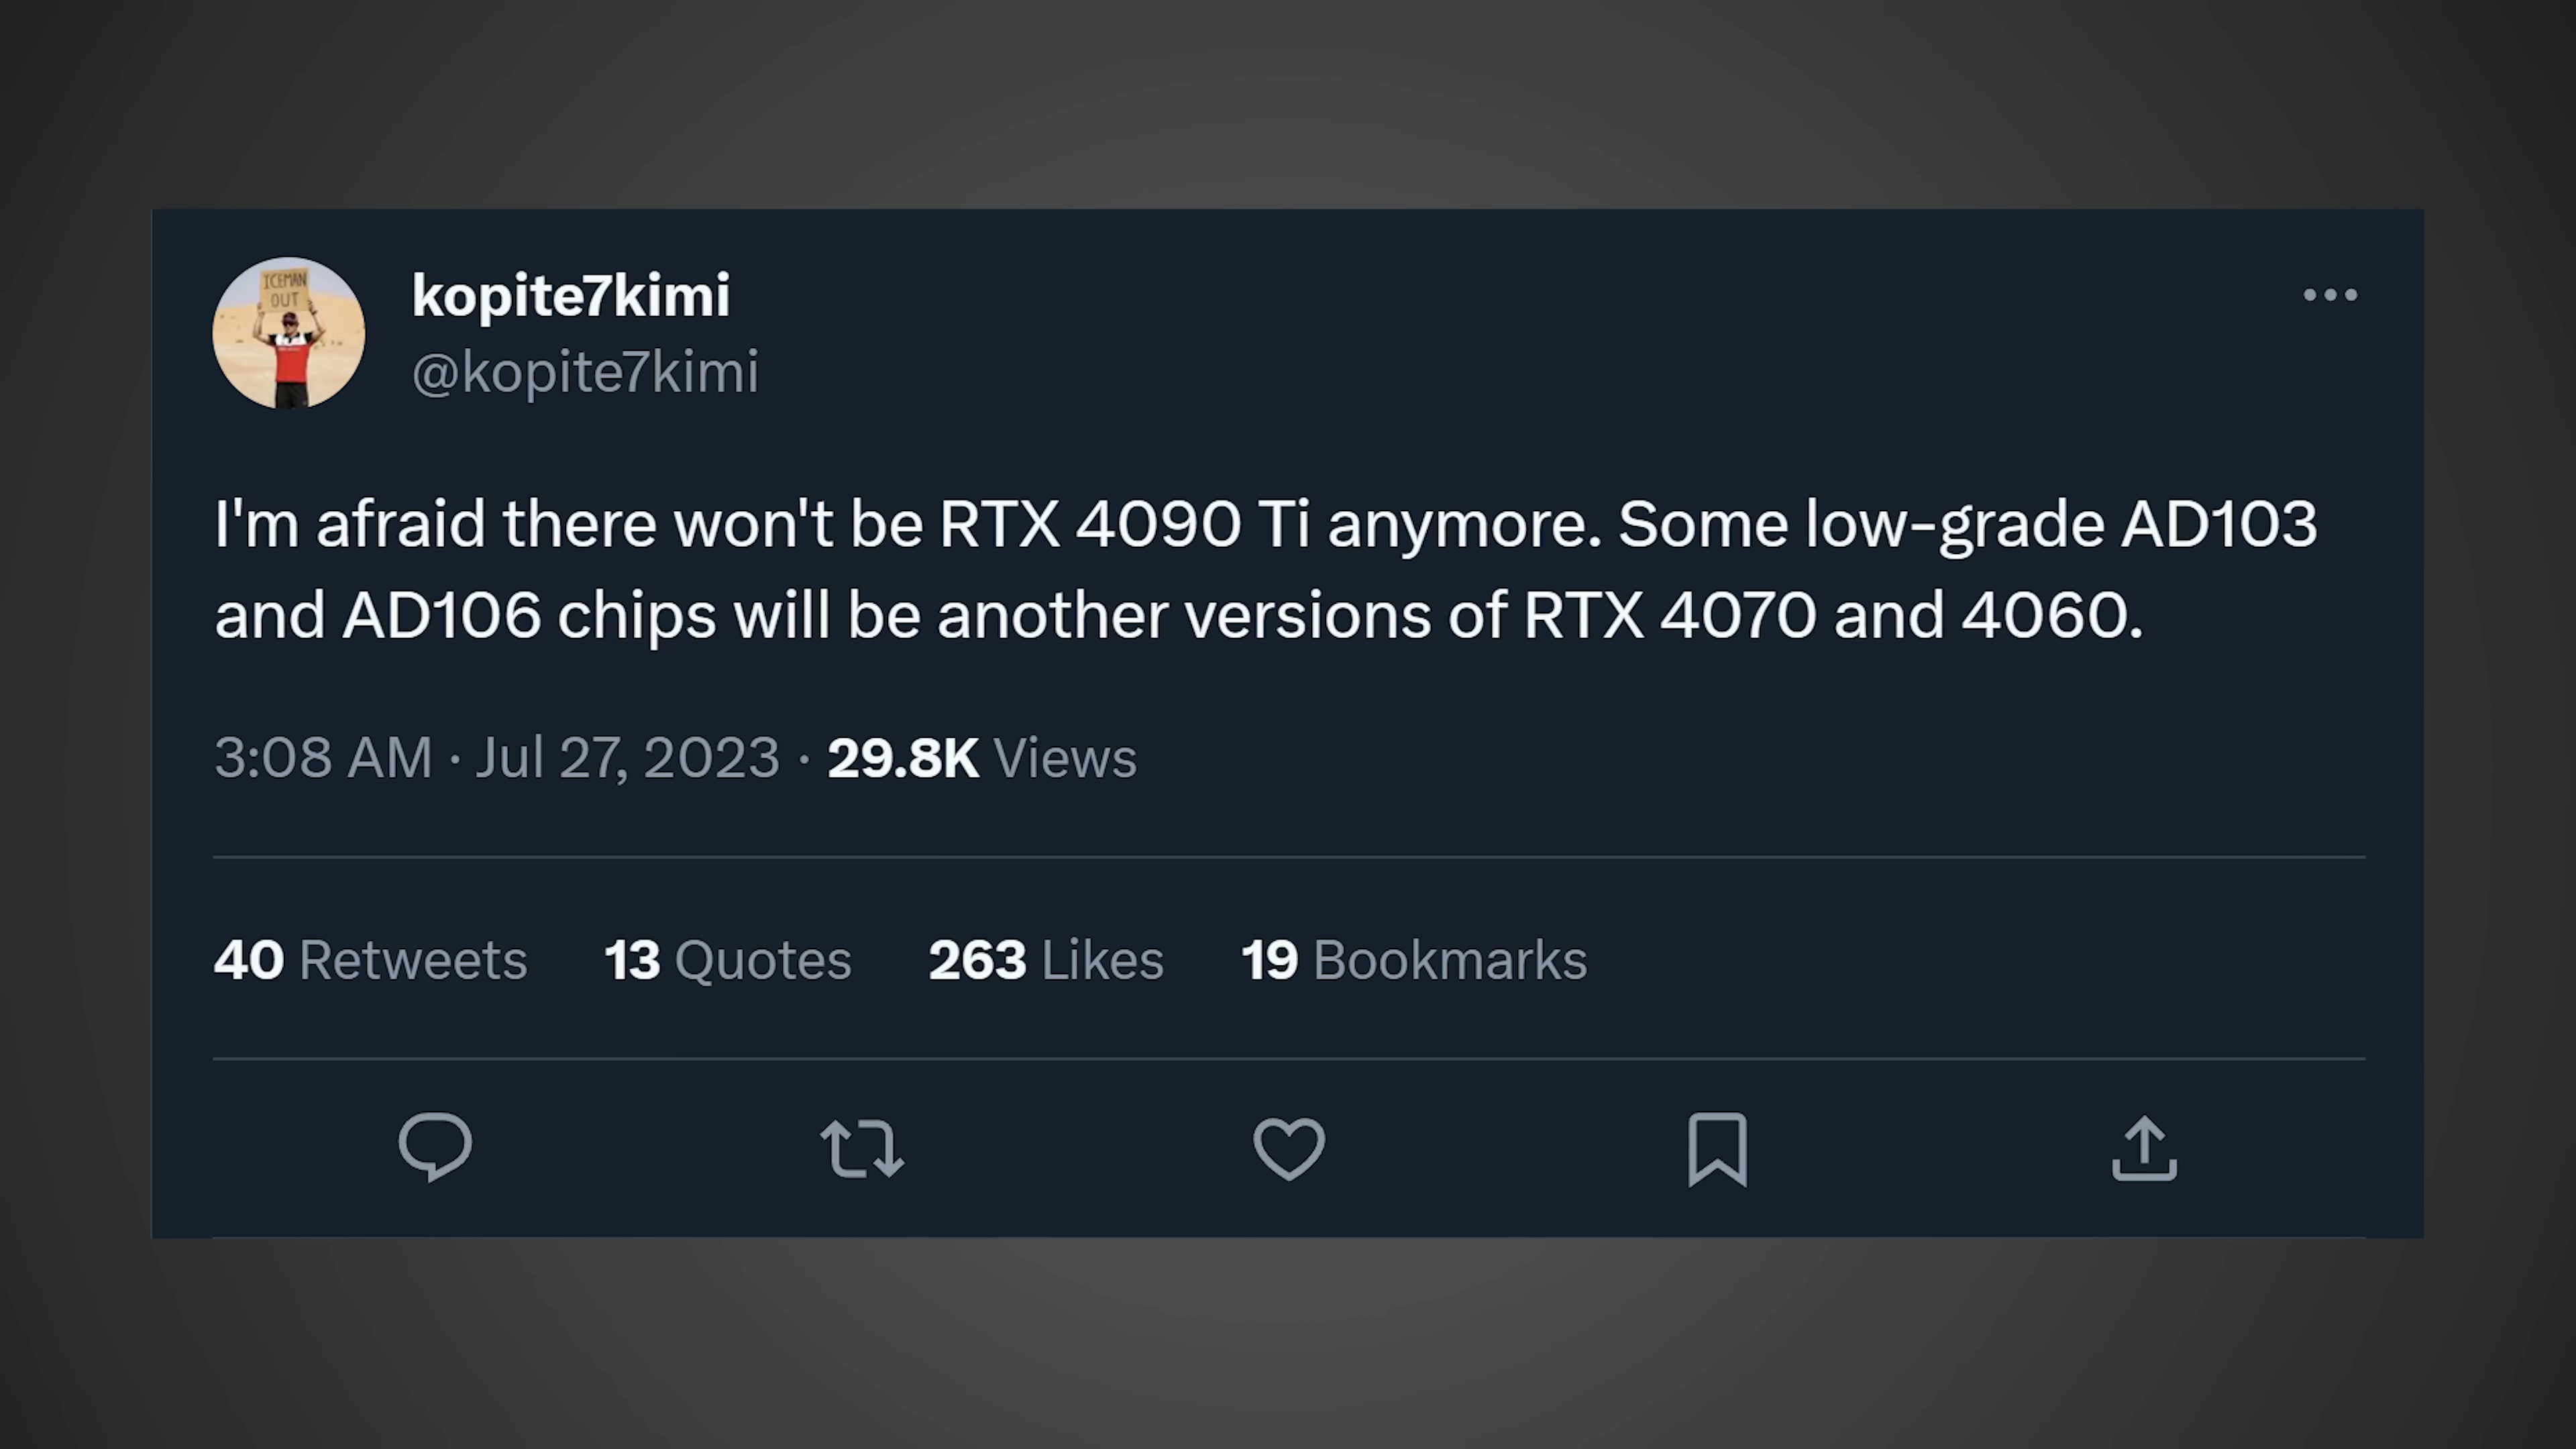 ICEMAN
OUT
kopite7kimi
@kopite7kimi
I'm afraid there won't be RTX 4090 Ti anymore. Some low-grade AD103
and AD106 chips will be another versions of RTX 4070 and 4060.
3:08 AM · Jul 27, 2023 · 29.8K Views
40 Retweets 13 Quotes 263 Likes 19 Bookmarks